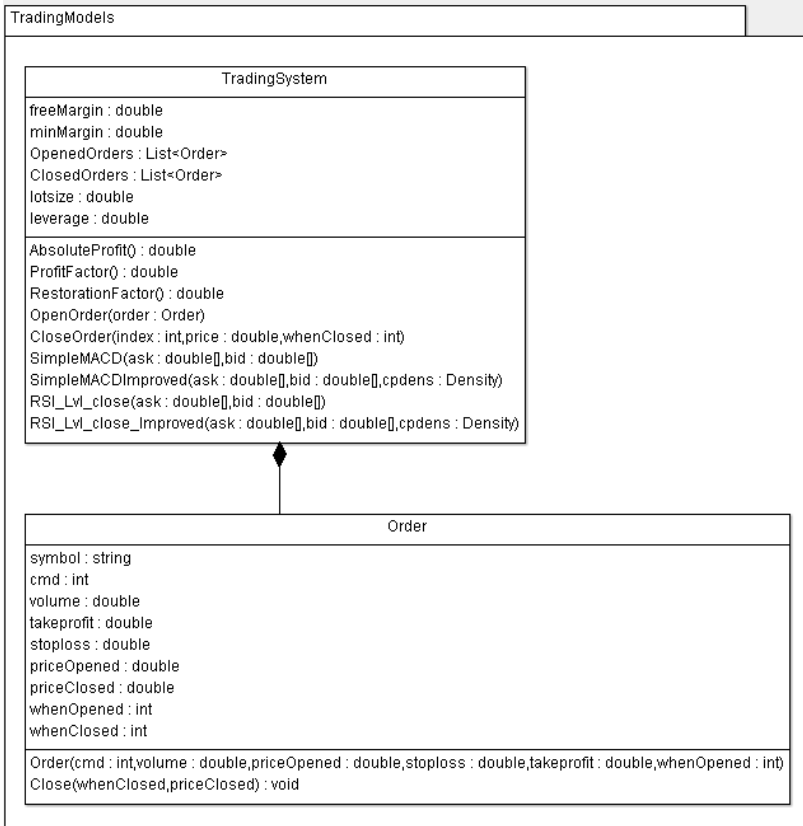 TradingModels
TradingSystem
freeMargin : double
minMargin : double
OpenedOrders : List<Order>
ClosedOrders : List<Order>
lotsize : double
leverage : double
AbsoluteProfit() : double
ProfitFactor() : double
RestorationFactor() : double
OpenOrder(order : Order)
CloseOrder(index : int,price : double,whenClosed : int)
SimpleMACD(ask : double[],bid : double[])
SimpleMACDImproved(ask : double[],bid : double[],cpdens : Density)
RSI_Lvl_close(ask : double[],bid : double[])
RSI_Lvl_close_Improved(ask : double[],bid : double[],cpdens : Density)
Order
symbol : string
cmd : int
volume : double
takeprofit : double
stoploss : double
priceOpened : double
priceClosed : double
whenOpened : int
whenClosed : int
Order(cmd : int,volume : double,priceOpened : double,stoploss : double,takeprofit : double,whenOpened : int)
Close(whenClosed,priceClosed) : void